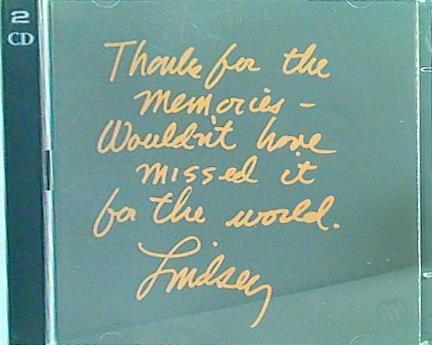 2
CD
Thanks for the
memories -
Wouldn't have
missed it
for the world.
Lindsey